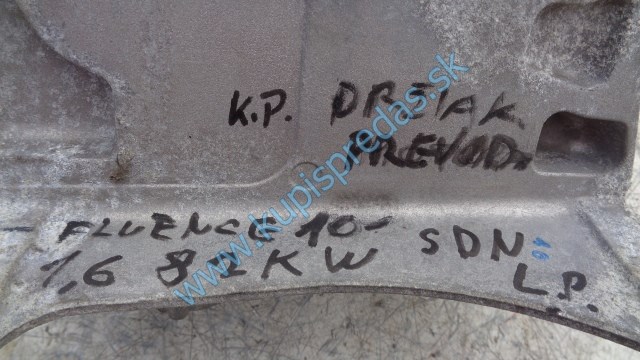 K.P. DRŽIAK
PREVOD.
FLUENCE 10- SDN
1,6 82KW L.P.
www.kupispredas.sk